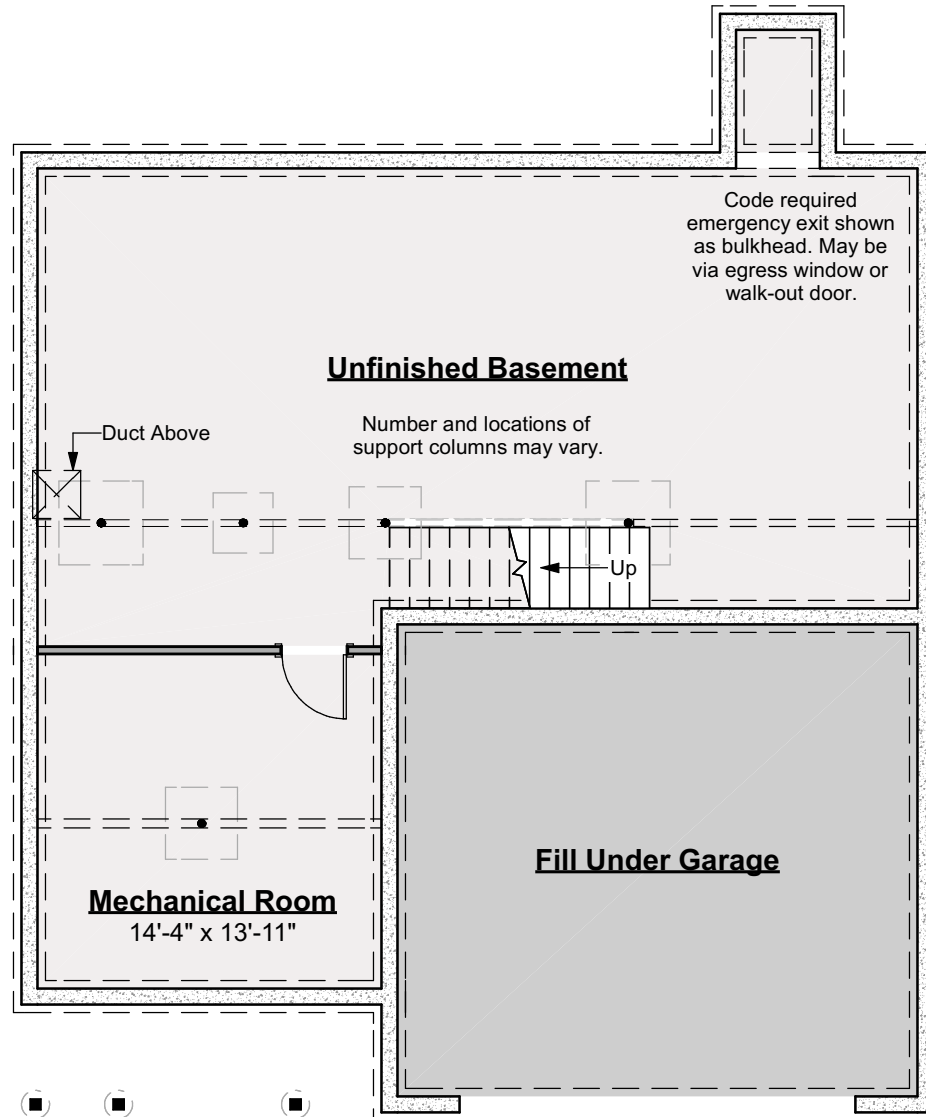 Code required
emergency exit shown
as bulkhead. May be
via egress window or
walk-out door.
Unfinished Basement
Number and locations of
support columns may vary.
Duct Above
Up
Fill Under Garage
Mechanical Room
14'-4" x 13'-11"